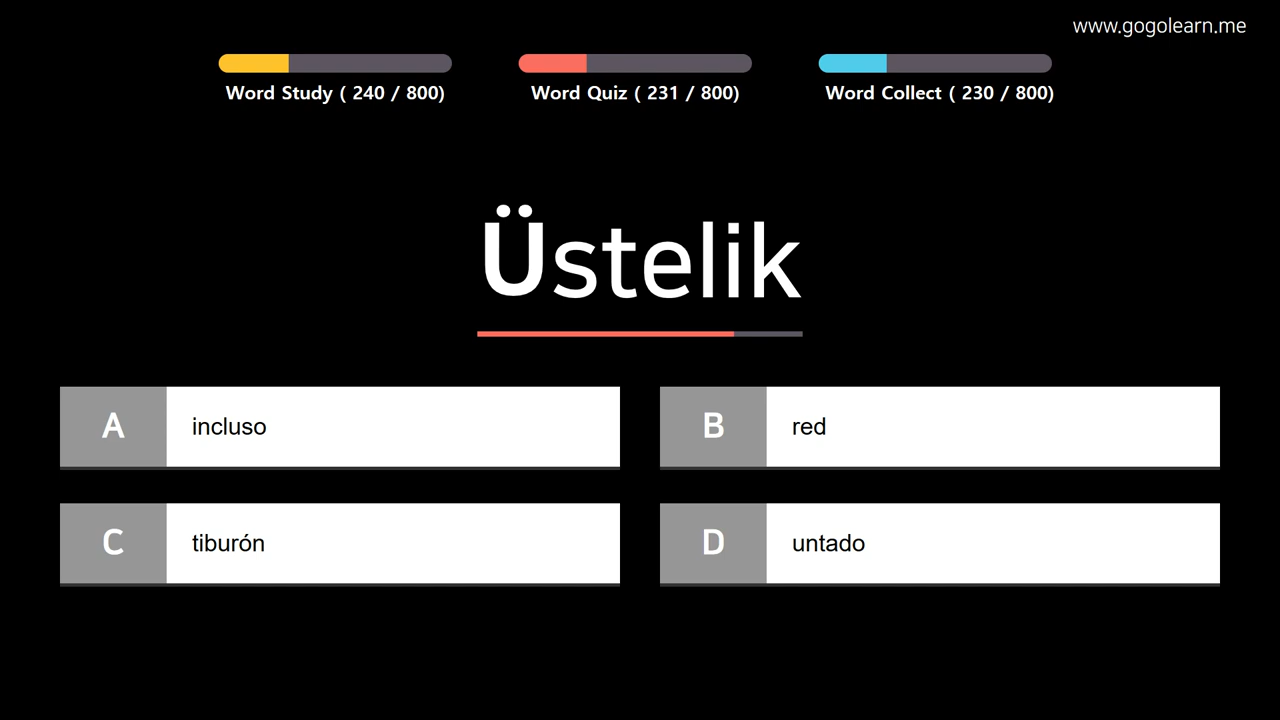 www.gogolearn.me
Word Study ( 240 / 800)
Word Quiz ( 231 / 800)
Word Collect ( 230 / 800)
Üstelik
A incluso
B red
C tiburón
D untado